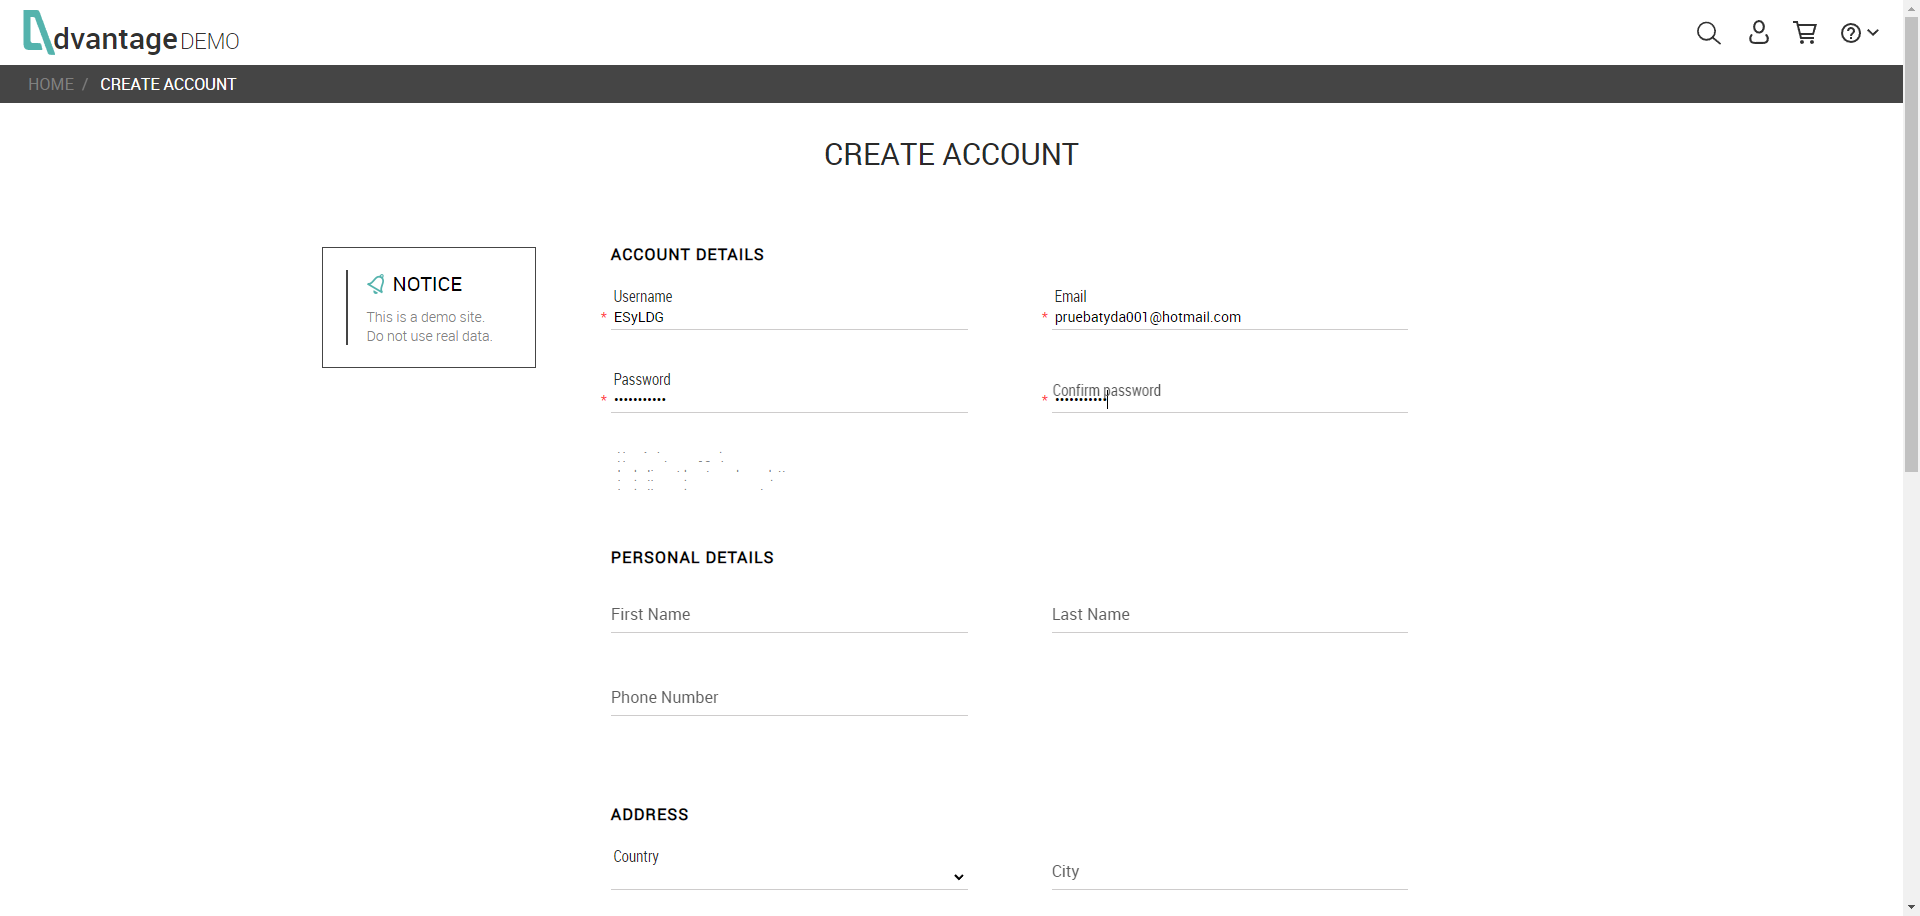 dvantage DEMO
HOME / CREATE ACCOUNT
CREATE ACCOUNT
NOTICE
This is a demo site.
Do not use real data.
ACCOUNT DETAILS
Username
* ESyLDG
Email
* pruebatyda001@hotmail.com
Password
* •••••••••••
Confirm password
* •••••••••••
PERSONAL DETAILS
First Name
Last Name
Phone Number
ADDRESS
Country
City